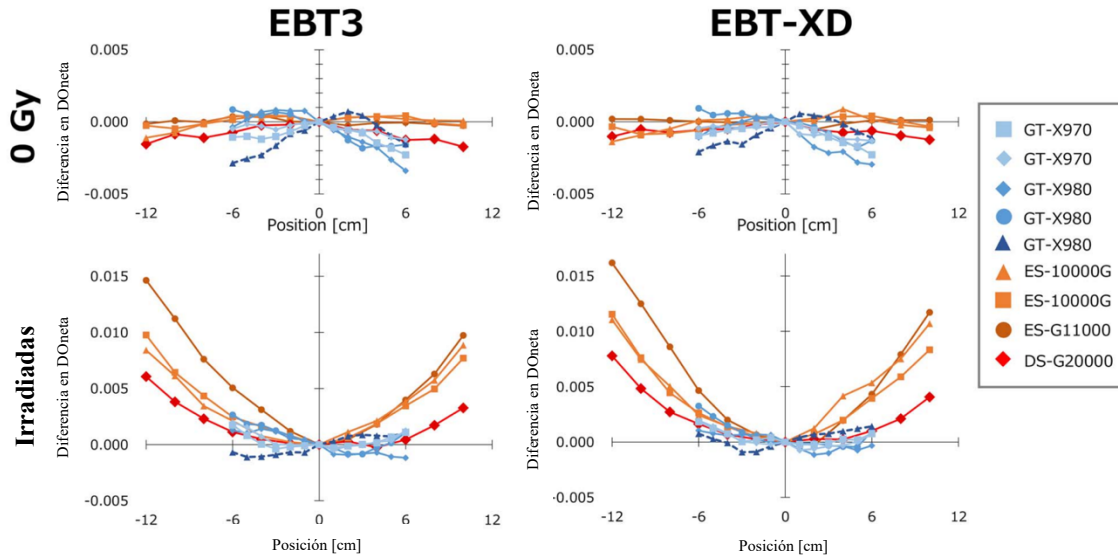 EBT3
EBT-XD
0 Gy
Diferencia en DOneta
0.005
0.000
-0.005
-12
-6
0
6
12
Position [cm]
Diferencia en DOneta
0.005
0.000
-0.005
-12
-6
0
6
12
Position [cm]
Irradiadas
Diferencia en DOneta
0.015
0.010
0.005
0.000
-0.005
-12
-6
0
6
12
Posición [cm]
Diferencia en DOneta
0.015
0.010
0.005
0.000
-0.005
-12
-6
0
6
12
Posición [cm]
GT-X970
GT-X970
GT-X980
GT-X980
GT-X980
ES-10000G
ES-10000G
ES-G11000
DS-G20000